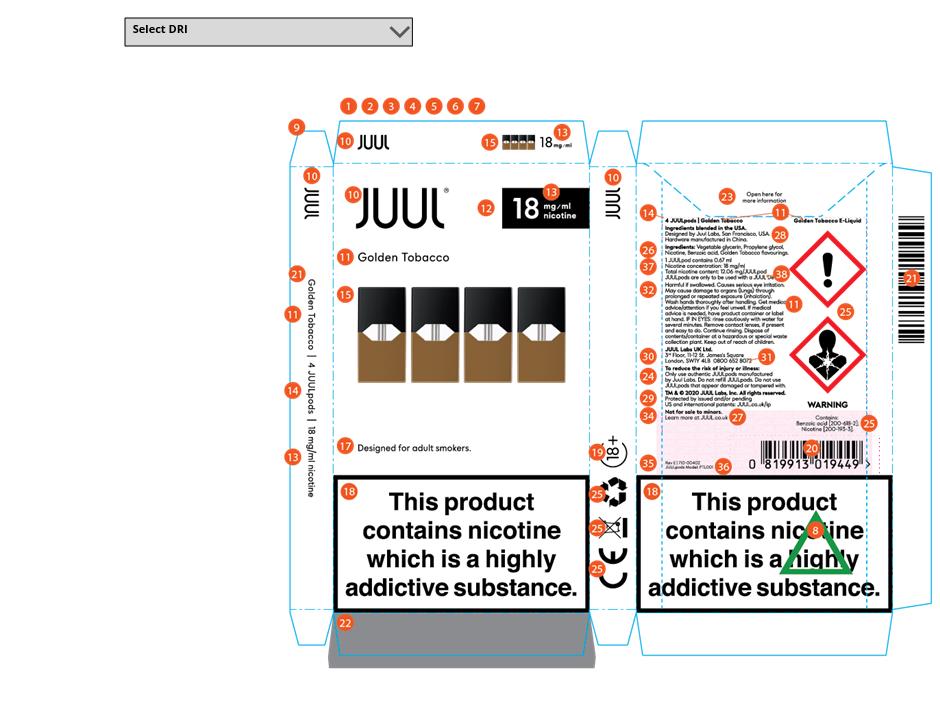 Select DRI
1 2 3 4 5 6 7
9
10 JUUL
15 18 mg/ml 13
10 JUUL
10 JUUL®
12 18 mg/ml nicotine 13
10 JUUL
11 Golden Tobacco
15
21
11
14
13
Golden Tobacco | 4 JUULpods | 18 mg/ml nicotine
17 Designed for adult smokers.
18
This product
contains nicotine
which is a highly
addictive substance.
22
19 18+
25
25
25 CE
23 Open here for
more information
14 4 JUULpods | Golden Tobacco
11 Golden Tobacco E-Liquid
Ingredients blended in the USA.
Designed by Juul Labs, San Francisco, USA. 28
Hardware manufactured in China.
26 Ingredients: Vegetable glycerin, Propylene glycol,
Nicotine, Benzoic acid, Golden Tobacco flavourings.
1 JUULpod contains 0.67 ml
37 Nicotine concentration: 18 mg/ml
Total nicotine content: 12.06 mg/JUULpod
JUULpods are only to be used with a JUUL 38
32 Harmful if swallowed. Causes serious eye irritation.
May cause damage to organs (lungs) through
prolonged or repeated exposure (inhalation).
Wash hands thoroughly after handling. Get medical
advice/attention if you feel unwell. If medical
advice is needed, have product container or label
at hand. IF IN EYES: rinse cautiously with water for
several minutes. Remove contact lenses, if present
and easy to do. Continue rinsing. Dispose of
contents/container at a hazardous or special waste
collection plant. Keep out of reach of children.
11
25
JUUL Labs UK Ltd.
30 3rd Floor, 11-12 St. James's Square 31
London, SW1Y 4LB 0800 652 8072
To reduce the risk of injury or illness:
24 Only use authentic JUULpods manufactured
by Juul Labs. Do not refill JUULpods. Do not use
JUULpods that appear damaged or tampered with.
TM & © 2020 JUUL Labs, Inc. All rights reserved.
29 Protected by issued and/or pending
US and international patents: JUUL.co.uk/ip
34 Not for sale to minors.
Learn more at JUUL.co.uk 27
WARNING
Contains:
Benzoic acid [200-618-2], 25
Nicotine [200-193-3].
20
0 819913 019449 >
35
36
18
This product
contains nicotine
which is a highly
addictive substance.
8
21